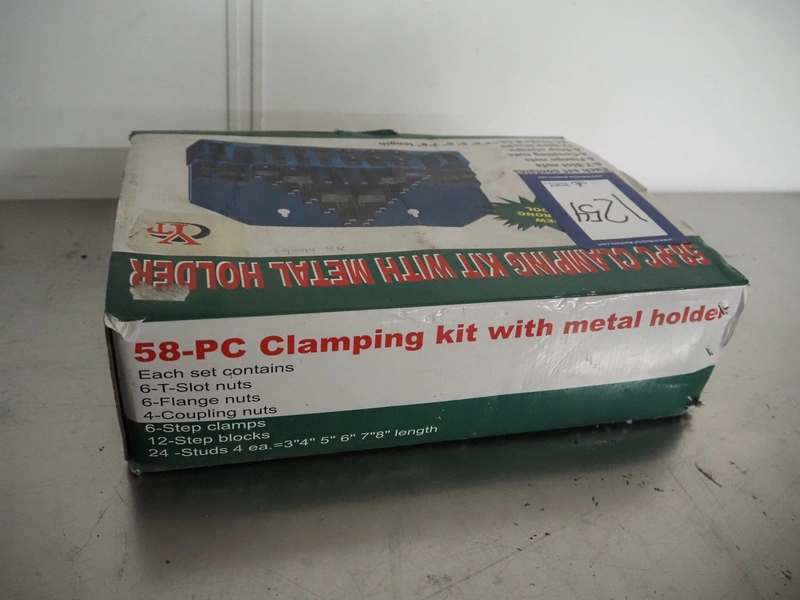 58-PC CLAMPING KIT WITH METAL HOLDER
1254
58-PC Clamping kit with metal holder
Each set contains
6-T-Slot nuts
6-Flange nuts
4-Coupling nuts
6-Step clamps
12-Step blocks
24 -Studs 4 ea.=3"4" 5" 6" 7"8" length